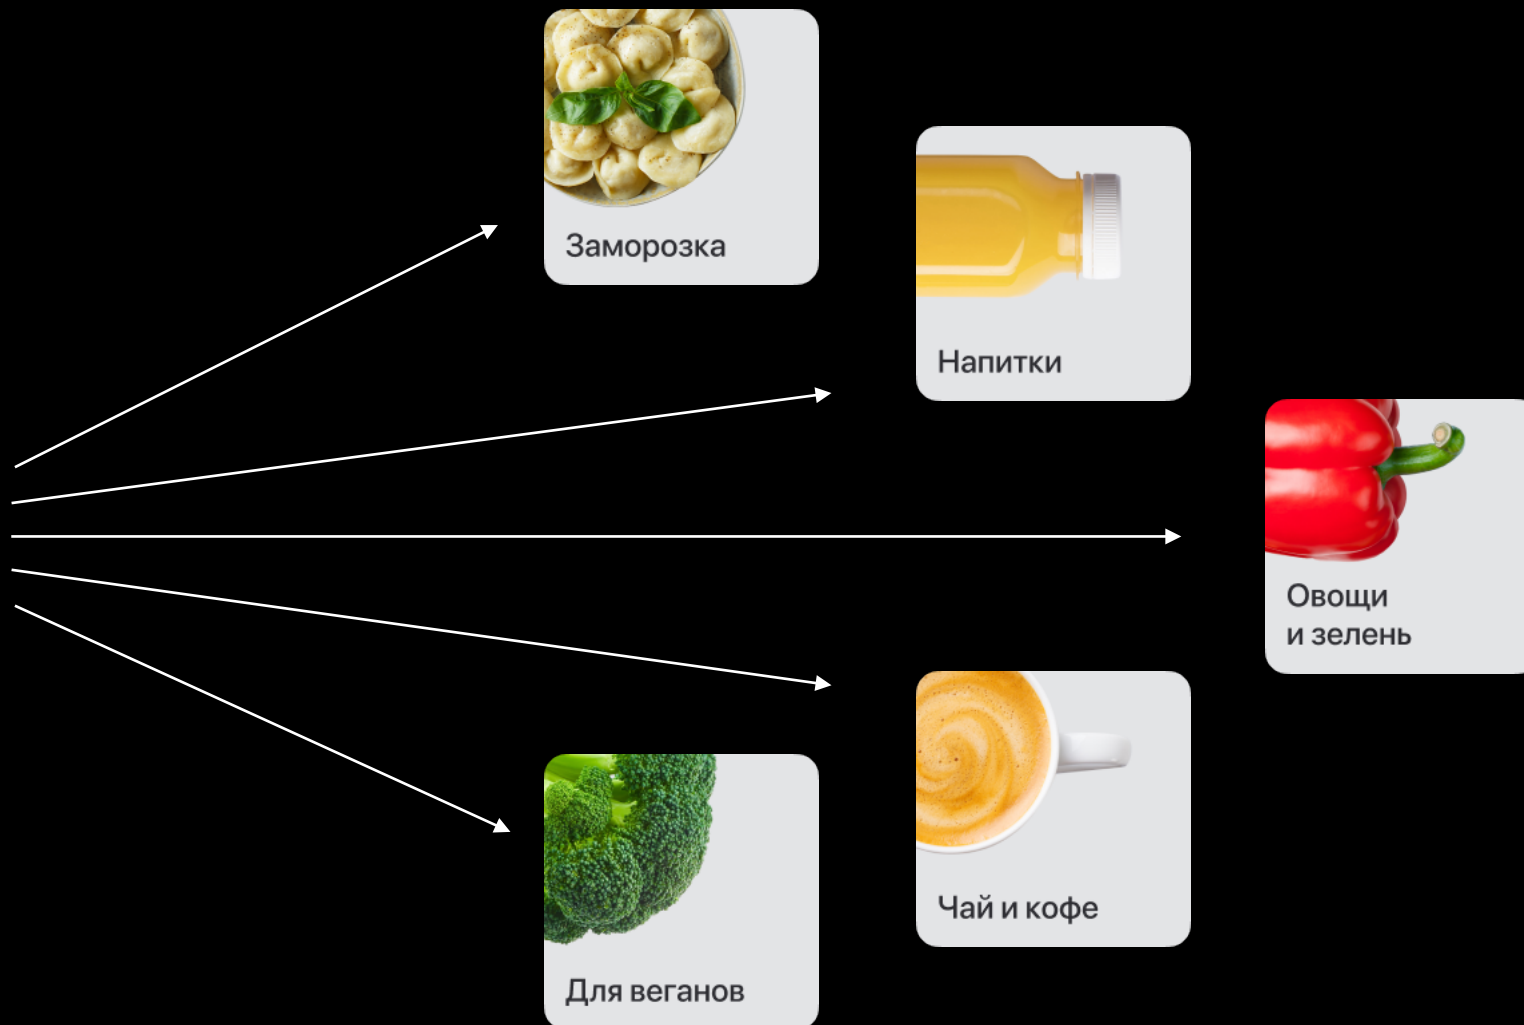 Заморозка
Напитки
Овощи
и зелень
Чай и кофе
Для веганов